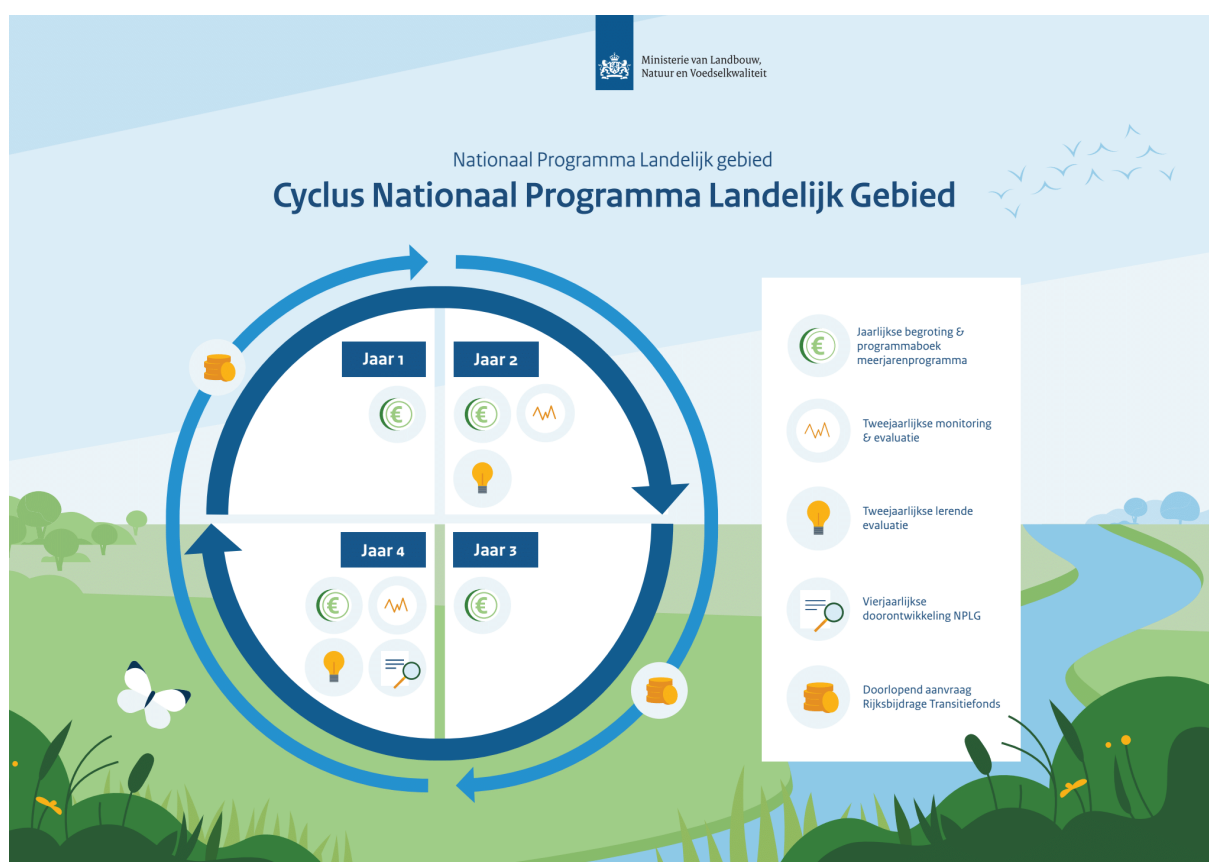 Ministerie van Landbouw,
Natuur en Voedselkwaliteit
Nationaal Programma Landelijk gebied
Cyclus Nationaal Programma Landelijk Gebied
Jaar 1
Jaar 2
Jaar 4
Jaar 3
Jaarlijkse begroting &
programmaboek
meerjarenprogramma
Tweejaarlijkse monitoring
& evaluatie
Tweejaarlijkse lerende
evaluatie
Vierjaarlijkse
doorontwikkeling NPLG
Doorlopend aanvraag
Rijksbijdrage Transitiefonds